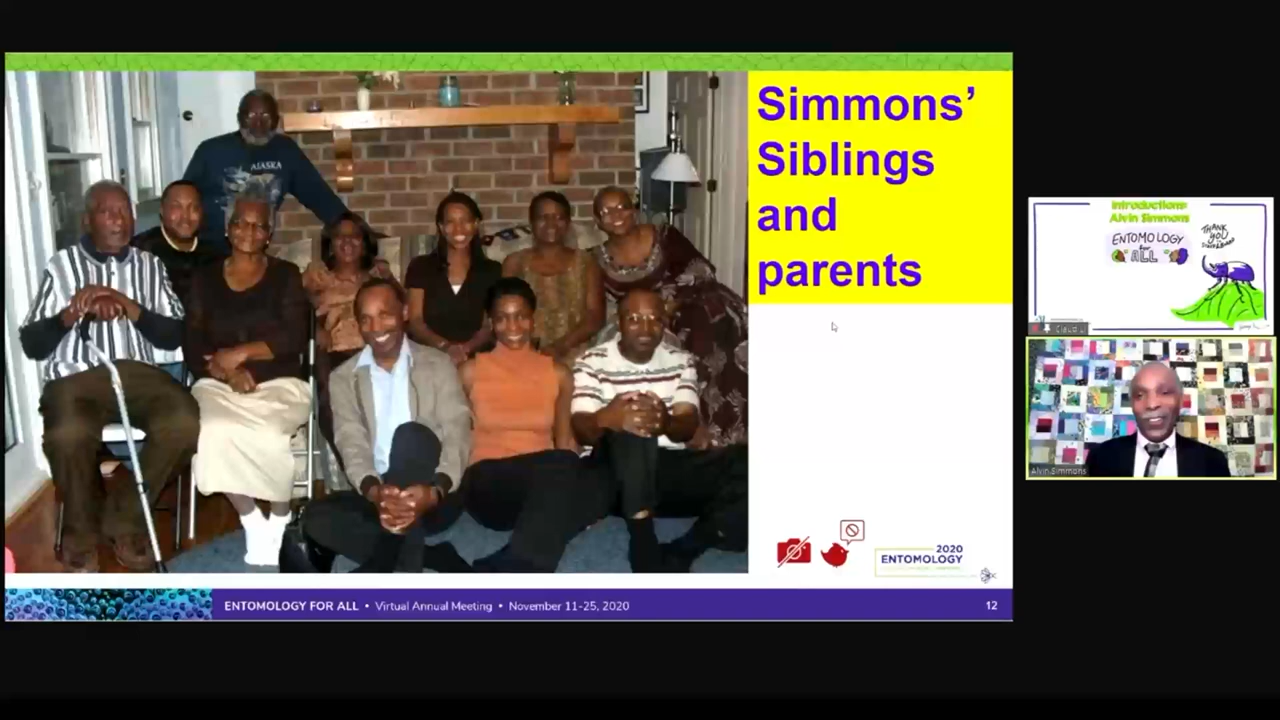 Simmons'
Siblings
and
parents
ALASKA
2020
ENTOMOLOGY
ENTOMOLOGY FOR ALL • Virtual Annual Meeting • November 11-25, 2020
12
Introductions:
Alvin Simmons
ENTOMOLOGY
for
ALL
THANK
YOU
Alvin Simmons